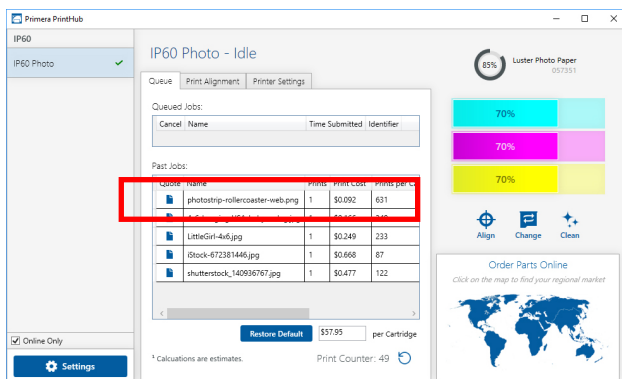 Primera PrintHub
IP60
IP60 Photo
IP60 Photo - Idle
Queue Print Alignment Printer Settings
Queued Jobs:
Cancel Name Time Submitted Identifier
Past Jobs:
Quote Name Prints Print Cost Prints per Ca
photostrip-rollercoaster-web.png 1 $0.092 631
LittleGirl-4x6.jpg 1 $0.249 233
iStock-672381446.jpg 1 $0.668 87
shutterstock_140936767.jpg 1 $0.477 122
Restore Default $57.95 per Cartridge
¹ Calcuations are estimates. Print Counter: 49
Online Only
Settings
85% Luster Photo Paper
057351
70%
70%
70%
Align Change Clean
Order Parts Online
Click on the map to find your regional market